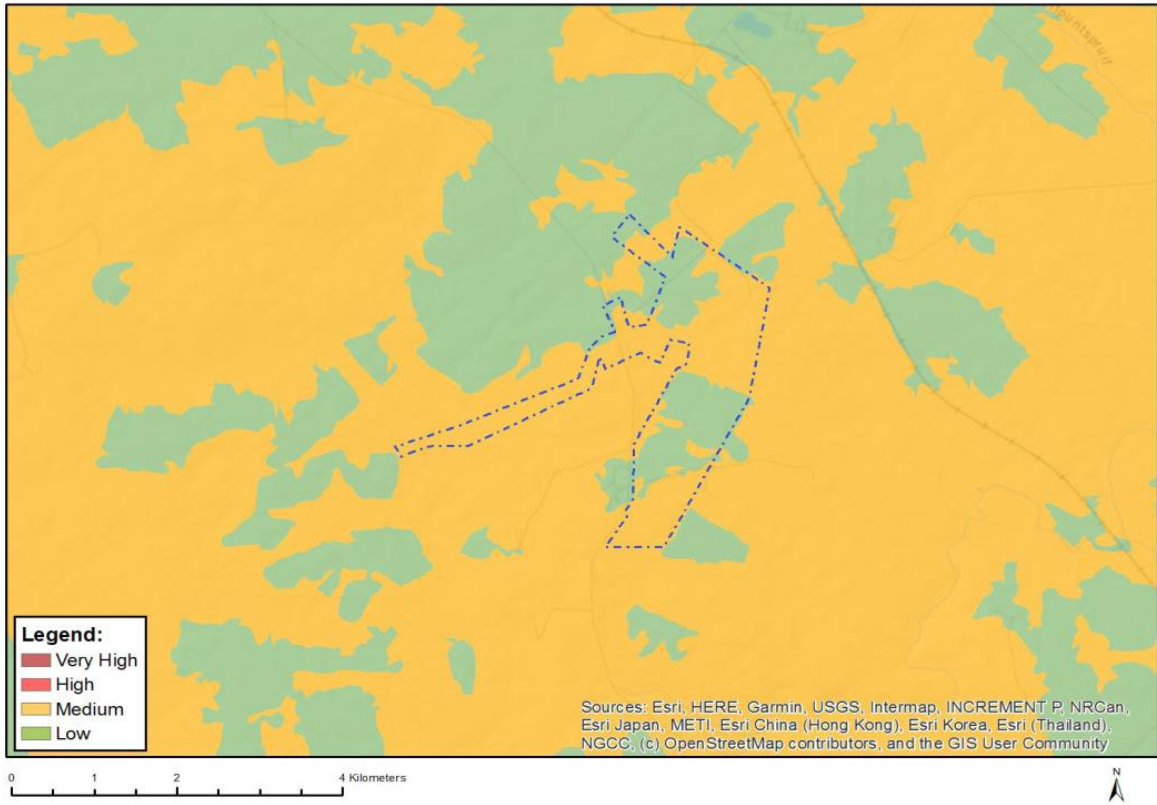 mountspruit
Legend:
Very High
High
Medium
Low
Sources: Esri, HERE, Garmin, USGS, Intermap, INCREMENT P, NRCan,
Esri Japan, METI, Esri China (Hong Kong), Esri Korea, Esri (Thailand),
NGCC, (c) OpenStreetMap contributors, and the GIS User Community
0 1 2 4 Kilometers
N